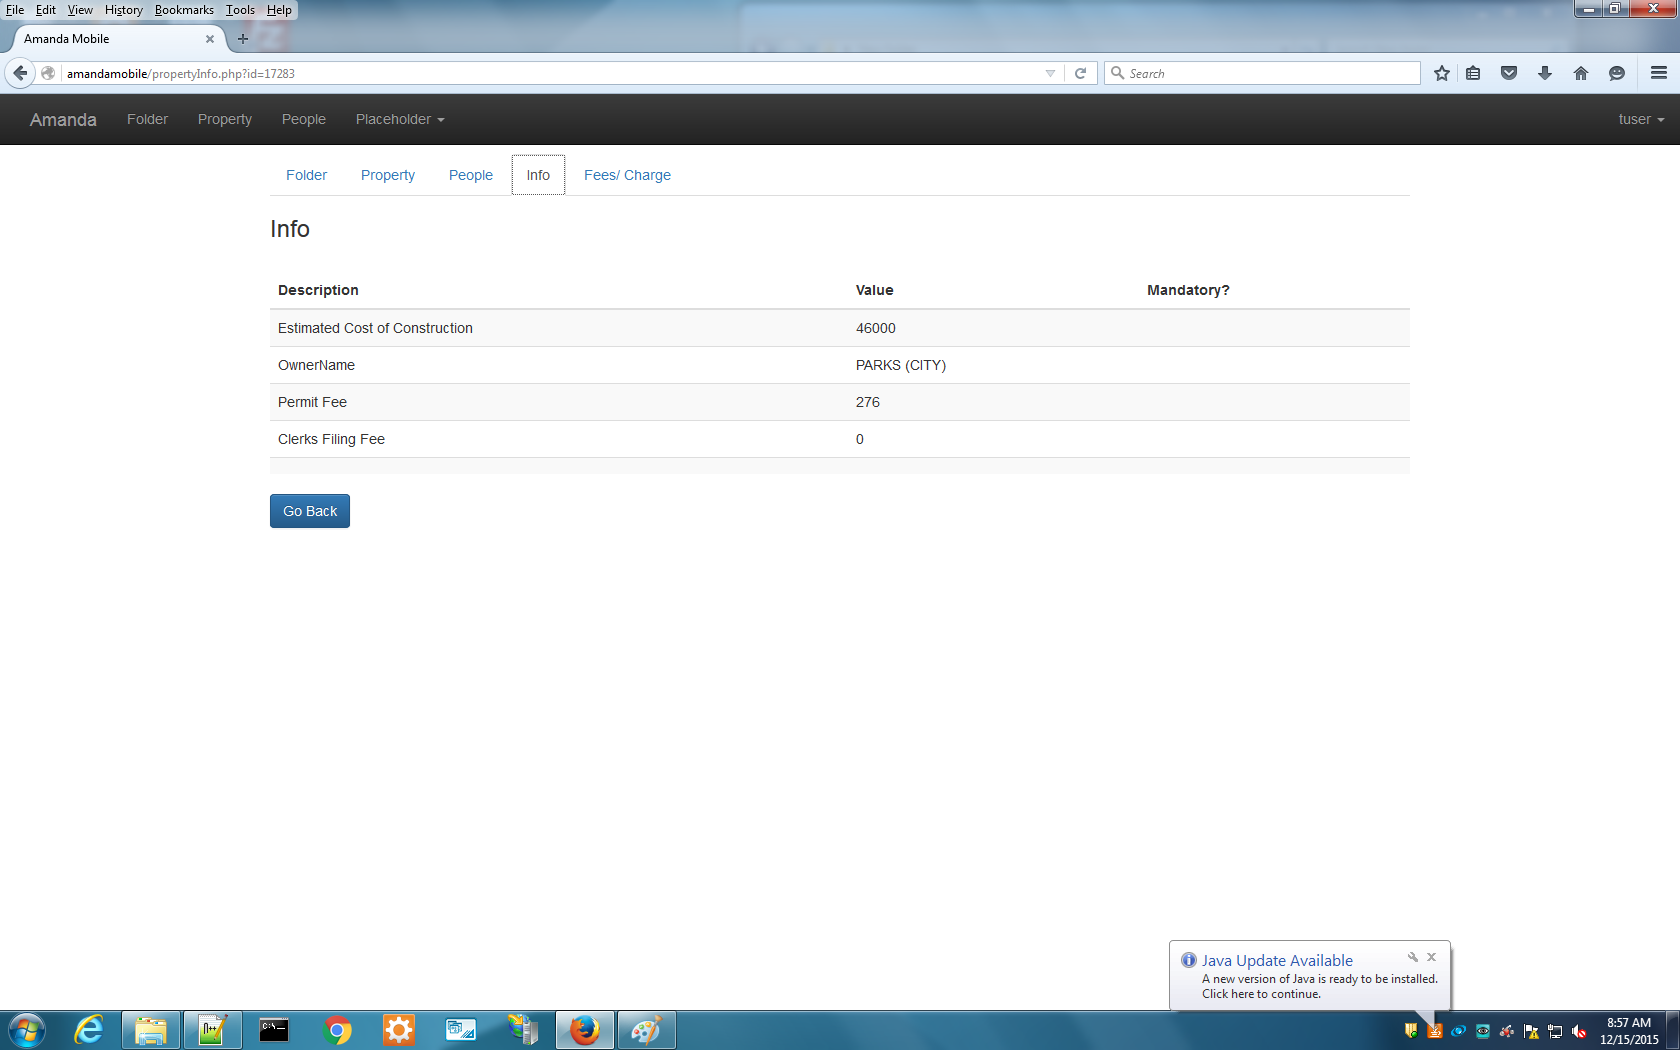 File Edit View History Bookmarks Tools Help
Amanda Mobile
amandamobile/propertyInfo.php?id=17283
Search
Amanda Folder Property People Placeholder tuser
Folder Property People Info Fees/ Charge
Info
Description Value Mandatory?
Estimated Cost of Construction 46000
OwnerName PARKS (CITY)
Permit Fee 276
Clerks Filing Fee 0
Go Back
Java Update Available
A new version of Java is ready to be installed.
Click here to continue.
C:\_
8:57 AM
12/15/2015